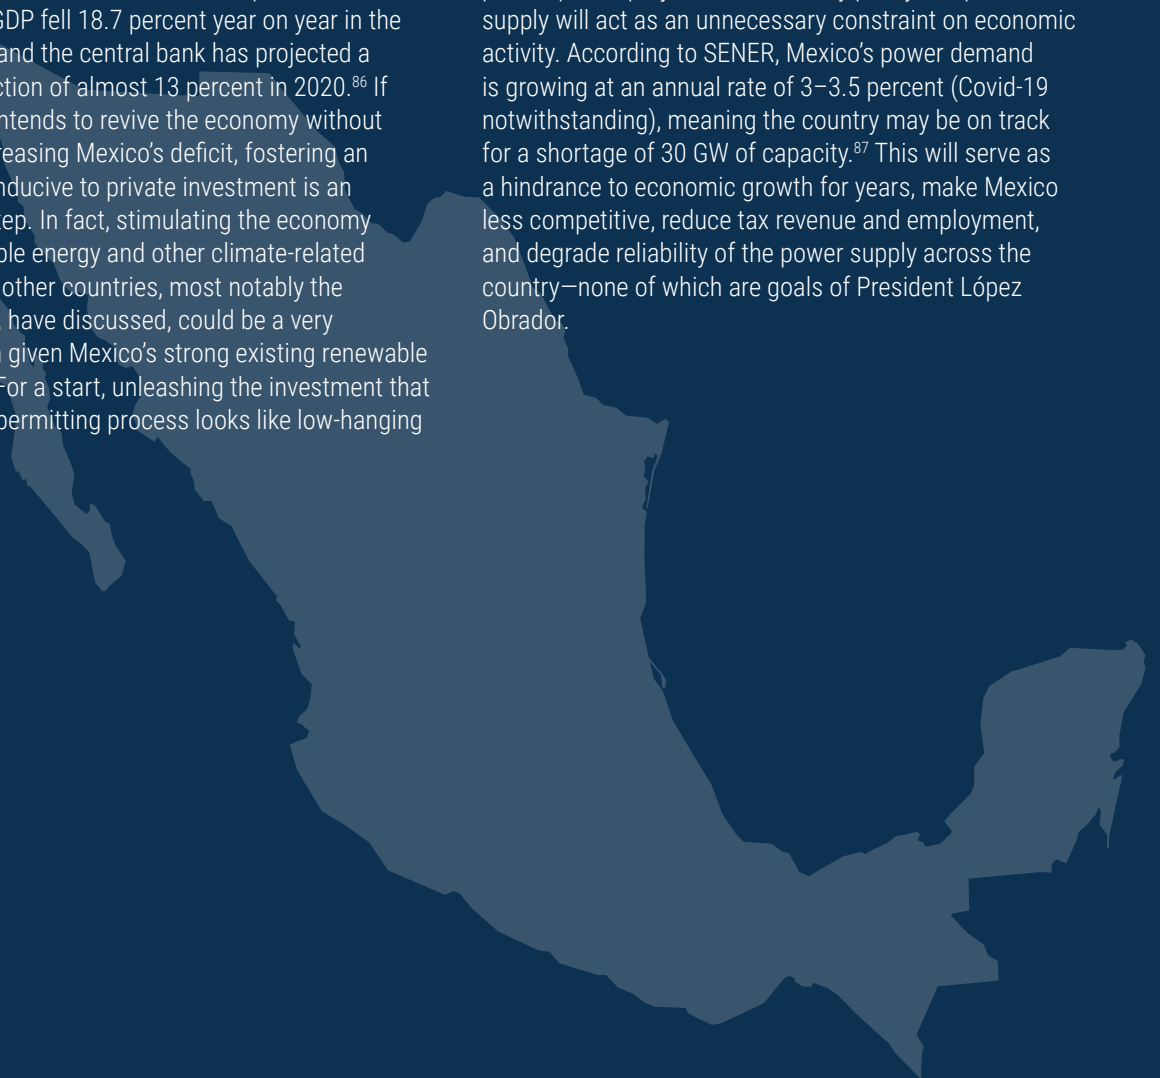 GDP fell 18.7 percent year on year in the
and the central bank has projected a
ction of almost 13 percent in 2020.86 If
ntends to revive the economy without
reasing Mexico’s deficit, fostering an
nducive to private investment is an
tep. In fact, stimulating the economy
ble energy and other climate-related
other countries, most notably the
, have discussed, could be a very
given Mexico’s strong existing renewable
For a start, unleashing the investment that
permitting process looks like low-hanging
supply will act as an unnecessary constraint on economic
activity. According to SENER, Mexico’s power demand
is growing at an annual rate of 3–3.5 percent (Covid-19
notwithstanding), meaning the country may be on track
for a shortage of 30 GW of capacity.87 This will serve as
a hindrance to economic growth for years, make Mexico
less competitive, reduce tax revenue and employment,
and degrade reliability of the power supply across the
country—none of which are goals of President López
Obrador.